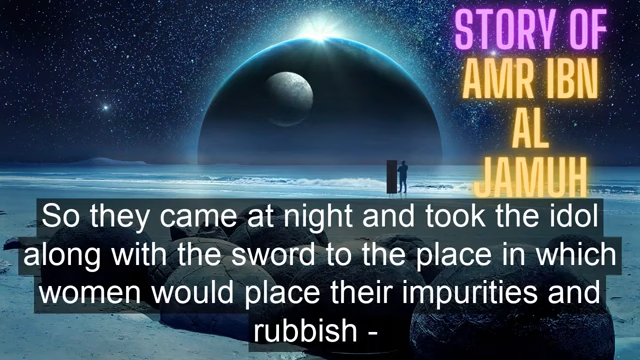 STORY OF
AMR IBN
AL
JAMUH
So they came at night and took the idol
along with the sword to the place in which
women would place their impurities and
rubbish -